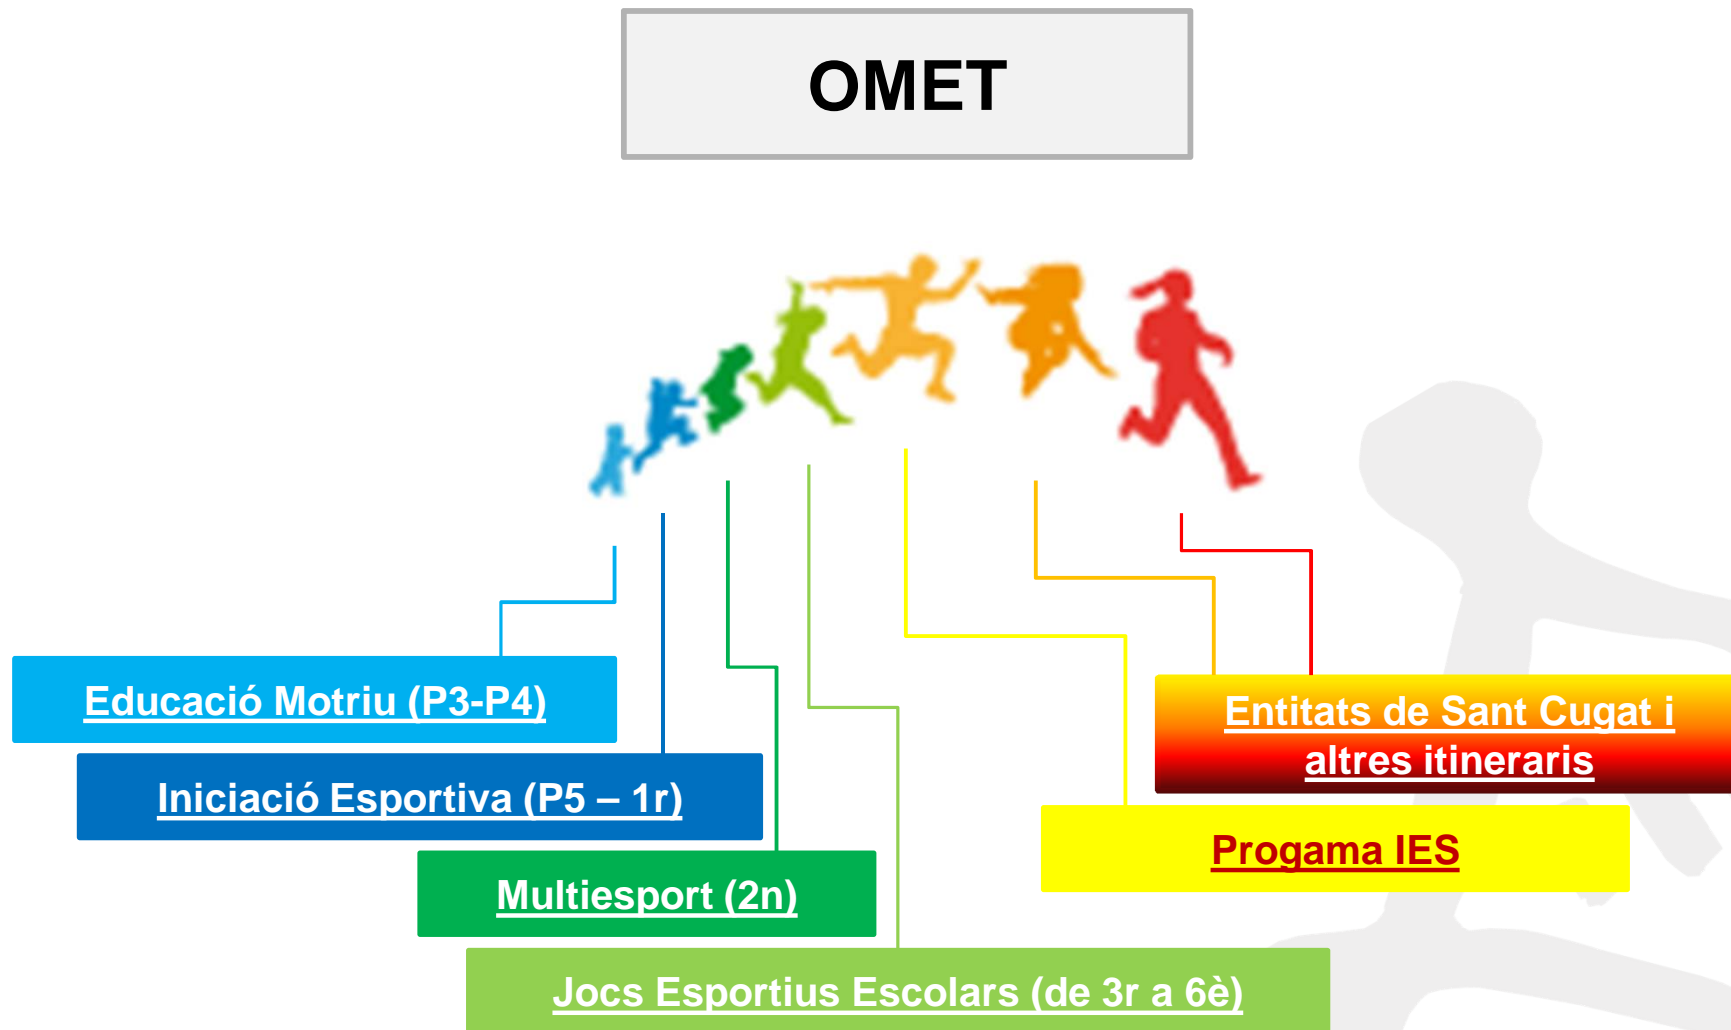 OMET
Educació Motriu (P3-P4)
Iniciació Esportiva (P5 – 1r)
Multiesport (2n)
Jocs Esportius Escolars (de 3r a 6è)
Progama IES
Entitats de Sant Cugat i
altres itineraris